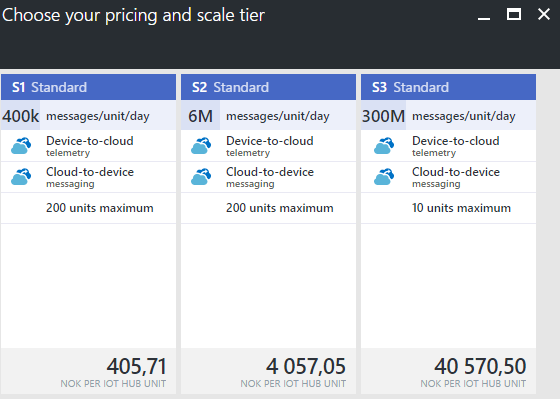 Choose your pricing and scale tier
S1 Standard
400k messages/unit/day
Device-to-cloud
telemetry
Cloud-to-device
messaging
200 units maximum
405,71
NOK PER IOT HUB UNIT
S2 Standard
6M messages/unit/day
Device-to-cloud
telemetry
Cloud-to-device
messaging
200 units maximum
4 057,05
NOK PER IOT HUB UNIT
S3 Standard
300M messages/unit/day
Device-to-cloud
telemetry
Cloud-to-device
messaging
10 units maximum
40 570,50
NOK PER IOT HUB UNIT